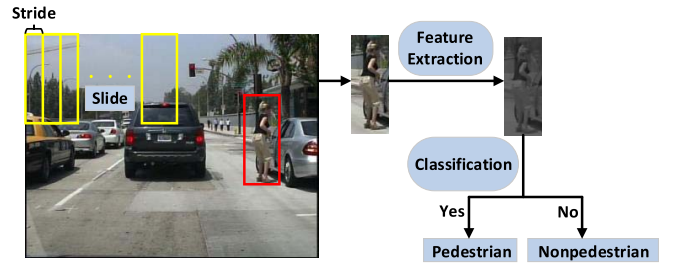 Stride
Slide
Feature
Extraction
Classification
Yes
No
Pedestrian
Nonpedestrian